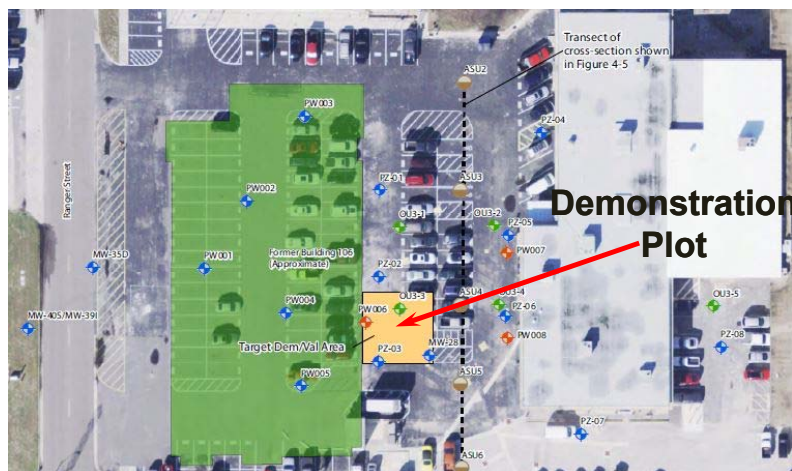 Transect of
cross-section shown
in Figure 4-5
ASU2
PW003
PZ-04
Ranger Street
PZ-01
ASU3
PW002
OU3-1
OU3-2
PZ-05
Demonstration
Plot
MW-35D
PW001
Former Building 106
(Approximate)
PW007
PZ-02
MW-40S/MW-39I
PW004
PW006
OU3-3
ASU4
OU3-4
PZ-06
OU3-5
Target Dem/Val Area
PZ-03
MW-28
PW008
PZ-08
PW005
ASU5
PZ-07
ASU6